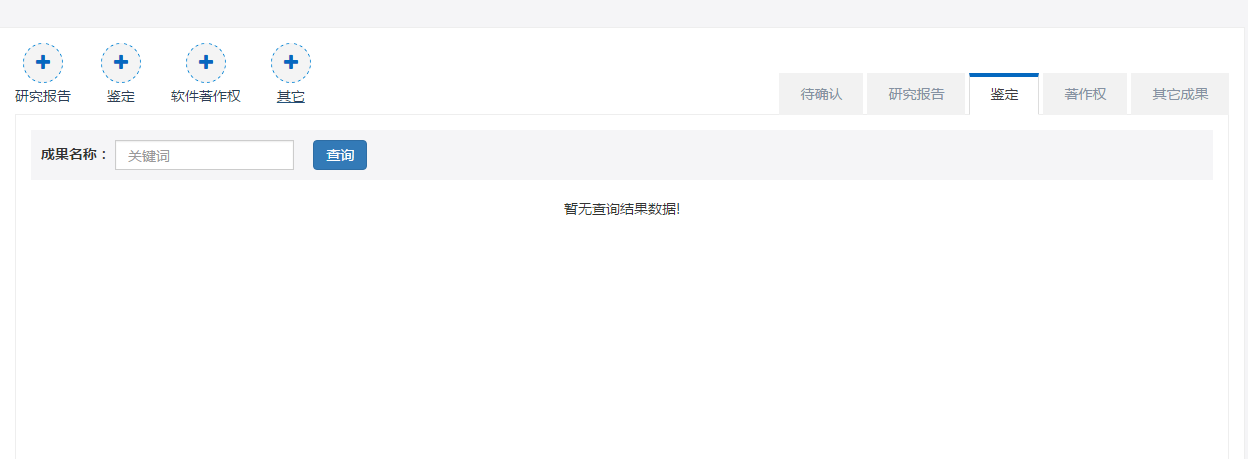 研究报告 鉴定 软件著作权 其它
待确认 研究报告 鉴定 著作权 其它成果
成果名称： 关键词 查询
暂无查询结果数据!